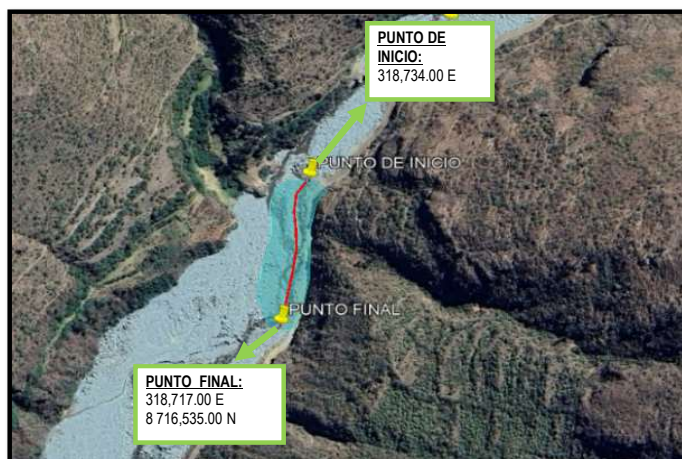 PUNTO DE
INICIO:
318,734.00 E
PUNTO DE INICIO
PUNTO FINAL
PUNTO FINAL:
318,717.00 E
8 716,535.00 N